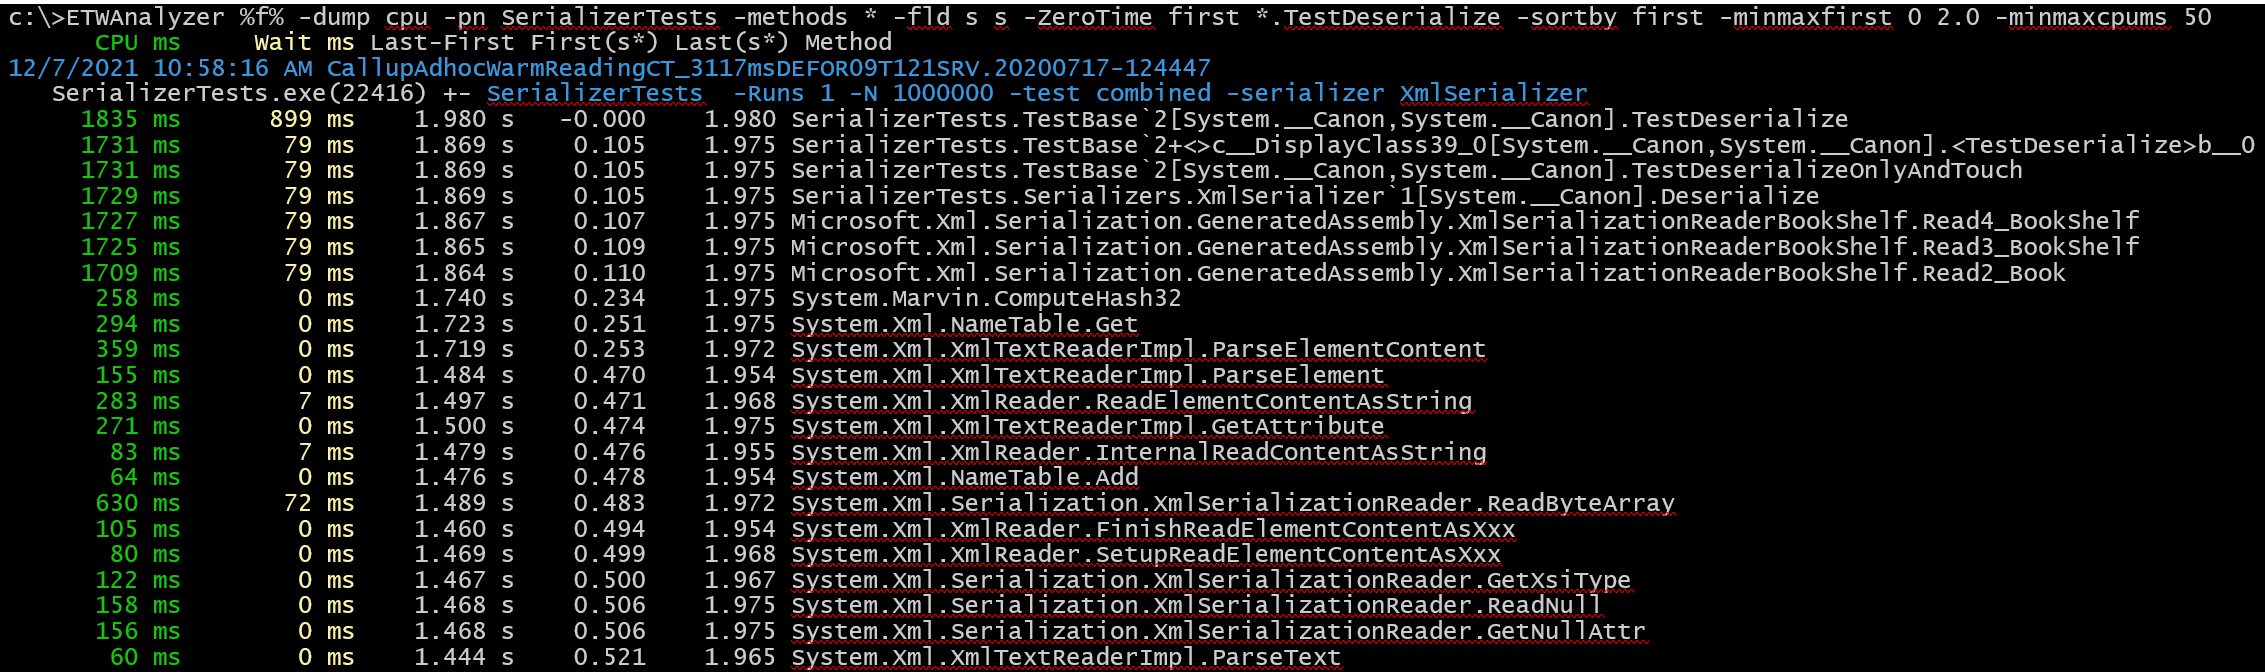 c:\>ETWAnalyzer %f% -dump cpu -pn SerializerTests -methods * -fld s s -ZeroTime first *.TestDeserialize -sortby first -minmaxfirst 0 2.0 -minmaxcpums 50
CPU ms Wait ms Last-First First(s*) Last(s*) Method
12/7/2021 10:58:16 AM CallupAdhocWarmReadingCT_3117msDEFOR09T121SRV.20200717-124447
SerializerTests.exe(22416) +- SerializerTests -Runs 1 -N 1000000 -test combined -serializer XmlSerializer
1835 ms 899 ms 1.980 s -0.000 1.980 SerializerTests.TestBase`2[System.__Canon,System.__Canon].TestDeserialize
1731 ms 79 ms 1.869 s 0.105 1.975 SerializerTests.TestBase`2+<>c__DisplayClass39_0[System.__Canon,System.__Canon].<TestDeserialize>b__0
1731 ms 79 ms 1.869 s 0.105 1.975 SerializerTests.TestBase`2[System.__Canon,System.__Canon].TestDeserializeOnlyAndTouch
1729 ms 79 ms 1.869 s 0.105 1.975 SerializerTests.Serializers.XmlSerializer`1[System.__Canon].Deserialize
1727 ms 79 ms 1.867 s 0.107 1.975 Microsoft.Xml.Serialization.GeneratedAssembly.XmlSerializationReaderBookShelf.Read4_BookShelf
1725 ms 79 ms 1.865 s 0.109 1.975 Microsoft.Xml.Serialization.GeneratedAssembly.XmlSerializationReaderBookShelf.Read3_BookShelf
1709 ms 79 ms 1.864 s 0.110 1.975 Microsoft.Xml.Serialization.GeneratedAssembly.XmlSerializationReaderBookShelf.Read2_Book
258 ms 0 ms 1.740 s 0.234 1.975 System.Marvin.ComputeHash32
294 ms 0 ms 1.723 s 0.251 1.975 System.Xml.NameTable.Get
359 ms 0 ms 1.719 s 0.253 1.972 System.Xml.XmlTextReaderImpl.ParseElementContent
155 ms 0 ms 1.484 s 0.470 1.954 System.Xml.XmlTextReaderImpl.ParseElement
283 ms 7 ms 1.497 s 0.471 1.968 System.Xml.XmlReader.ReadElementContentAsString
271 ms 0 ms 1.500 s 0.474 1.975 System.Xml.XmlTextReaderImpl.GetAttribute
83 ms 7 ms 1.479 s 0.476 1.955 System.Xml.XmlReader.InternalReadContentAsString
64 ms 0 ms 1.476 s 0.478 1.954 System.Xml.NameTable.Add
630 ms 72 ms 1.489 s 0.483 1.972 System.Xml.Serialization.XmlSerializationReader.ReadByteArray
105 ms 0 ms 1.460 s 0.494 1.954 System.Xml.XmlReader.FinishReadElementContentAsXxx
80 ms 0 ms 1.469 s 0.499 1.968 System.Xml.XmlReader.SetupReadElementContentAsXxx
122 ms 0 ms 1.467 s 0.500 1.967 System.Xml.Serialization.XmlSerializationReader.GetXsiType
158 ms 0 ms 1.468 s 0.506 1.975 System.Xml.Serialization.XmlSerializationReader.ReadNull
156 ms 0 ms 1.468 s 0.506 1.975 System.Xml.Serialization.XmlSerializationReader.GetNullAttr
60 ms 0 ms 1.444 s 0.521 1.965 System.Xml.XmlTextReaderImpl.ParseText